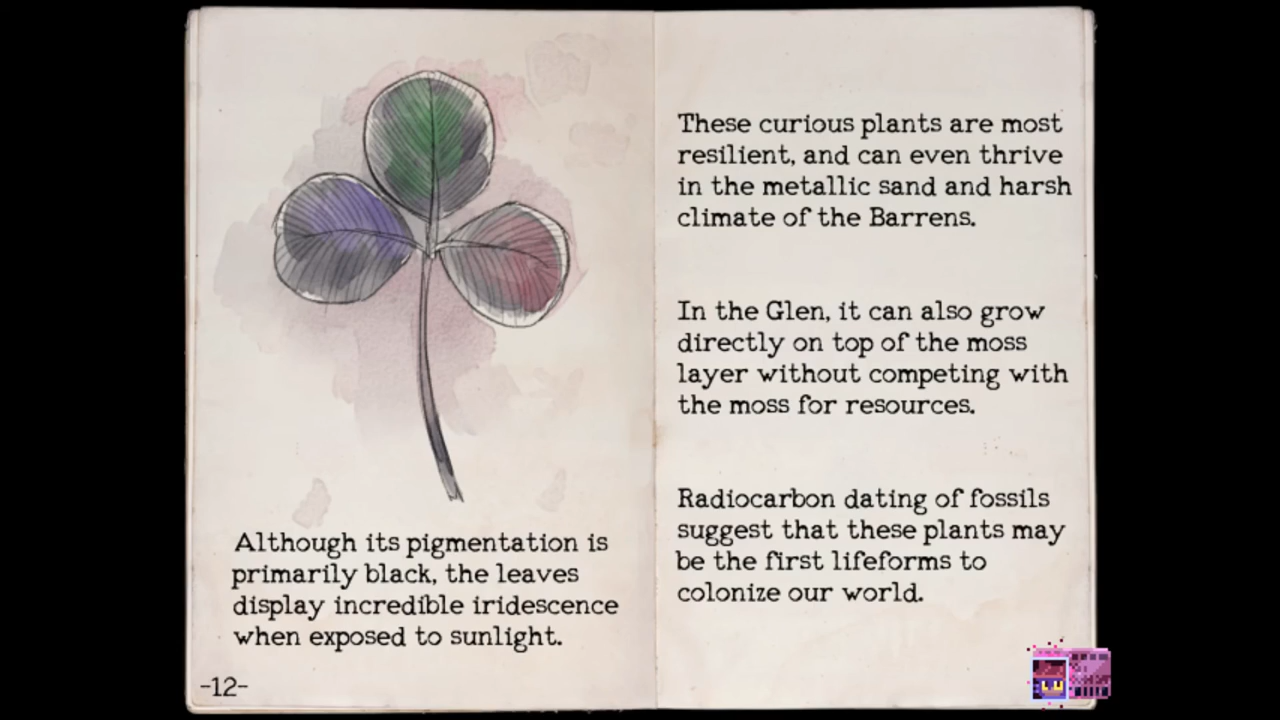 Although its pigmentation is
primarily black, the leaves
display incredible iridescence
when exposed to sunlight.
-12-
These curious plants are most
resilient, and can even thrive
in the metallic sand and harsh
climate of the Barrens.
In the Glen, it can also grow
directly on top of the moss
layer without competing with
the moss for resources.
Radiocarbon dating of fossils
suggest that these plants may
be the first lifeforms to
colonize our world.